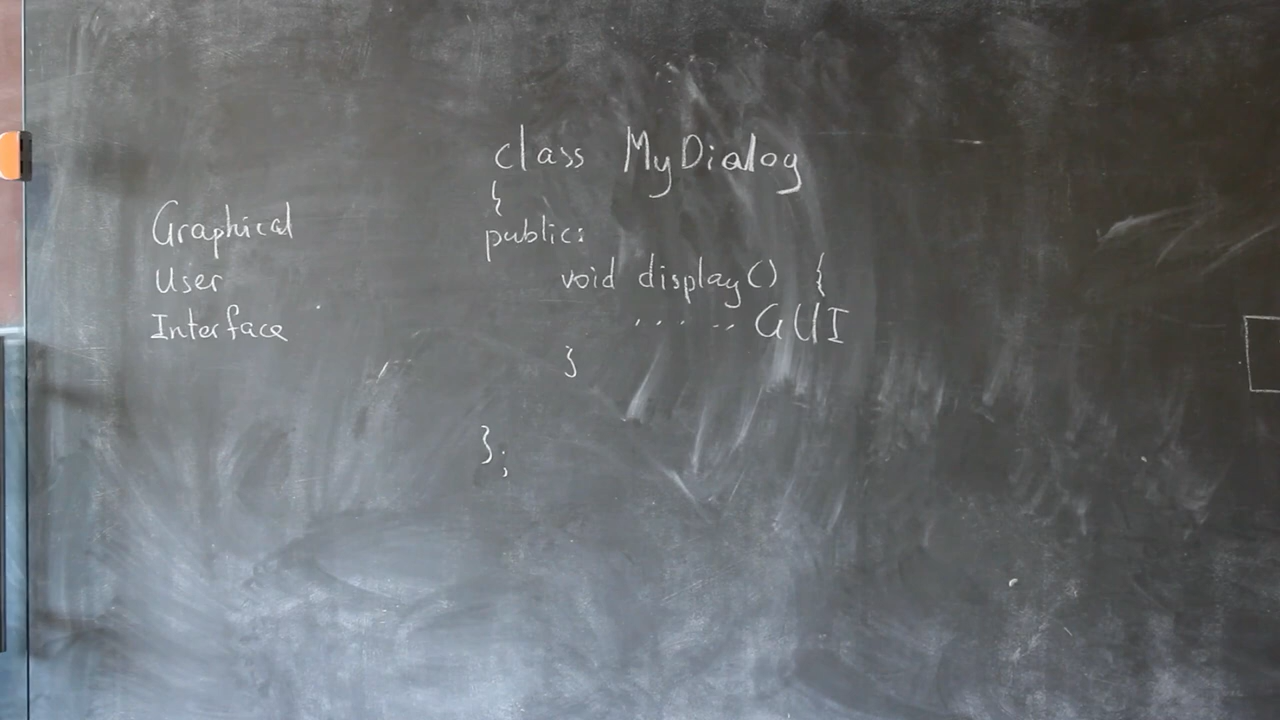 Graphical
User
Interface
class MyDialog
{
public:
void display() {
..... GUI
}
};